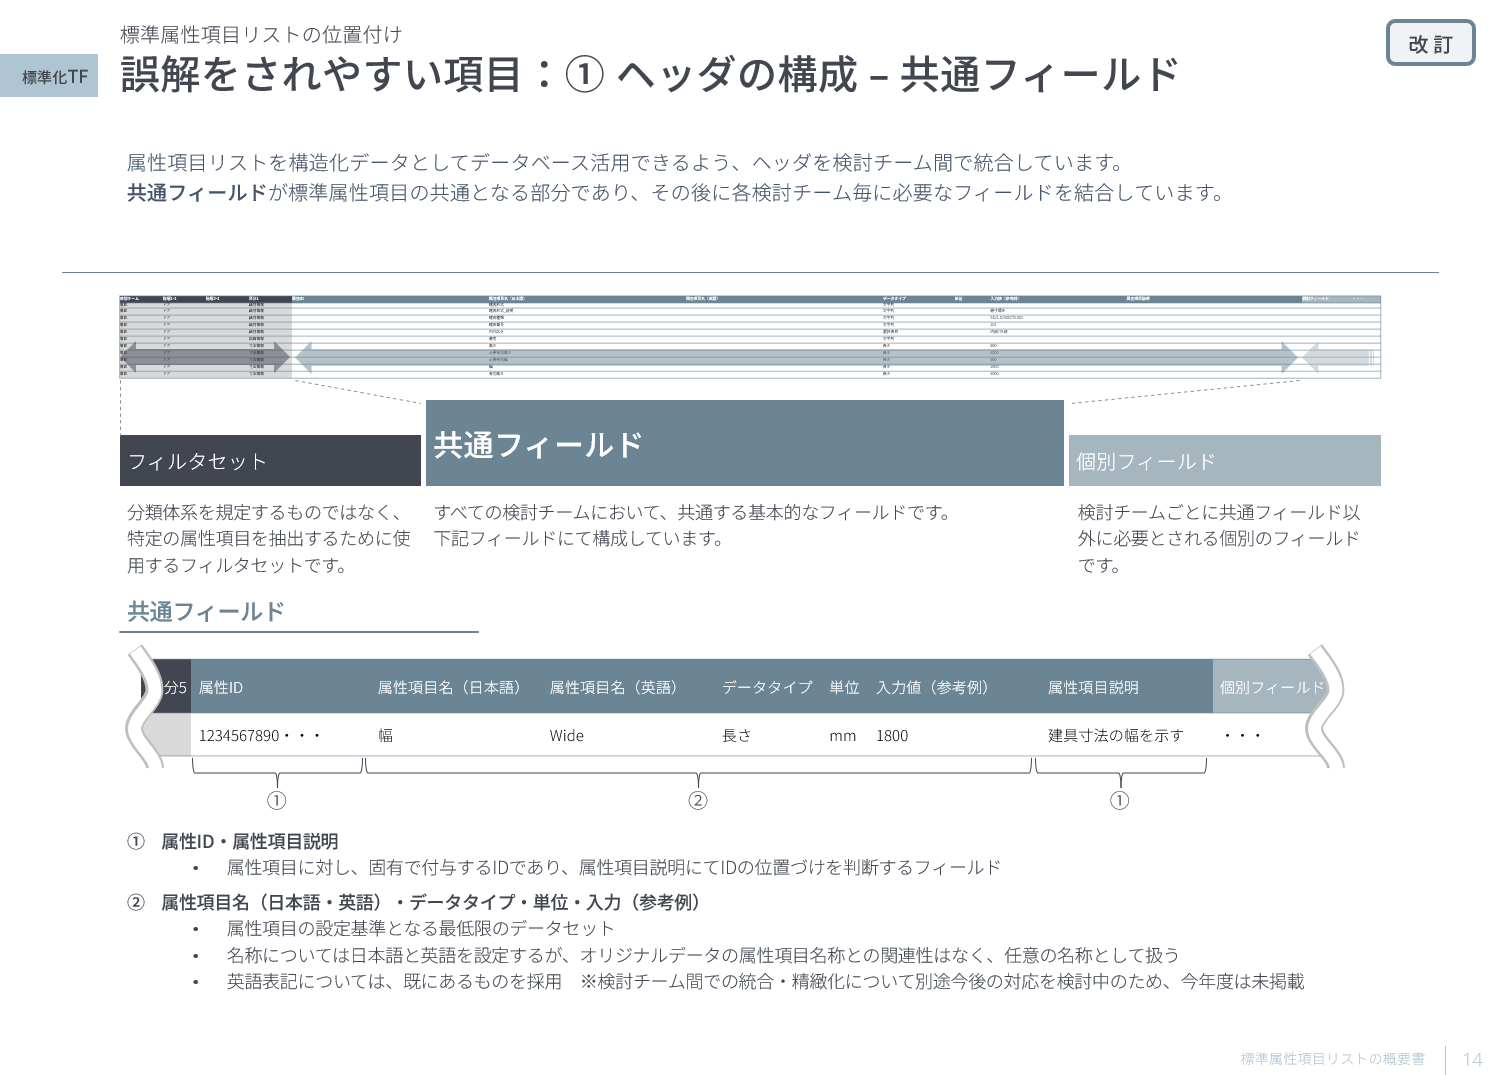 標準属性項目リストの位置付け
改訂
標準化TF
誤解をされやすい項目：① ヘッダの構成 – 共通フィールド
属性項目リストを構造化データとしてデータベース活用できるよう、ヘッダを検討チーム間で統合しています。
共通フィールドが標準属性項目の共通となる部分であり、その後に各検討チーム毎に必要なフィールドを結合しています。
フィルタセット
共通フィールド
個別フィールド
分類体系を規定するものではなく、
特定の属性項目を抽出するために使
用するフィルタセットです。
すべての検討チームにおいて、共通する基本的なフィールドです。
下記フィールドにて構成しています。
検討チームごとに共通フィールド以
外に必要とされる個別のフィールド
です。
共通フィールド
分5 属性ID 属性項目名（日本語） 属性項目名（英語） データタイプ 単位 入力値（参考例） 属性項目説明 個別フィールド
1234567890・・・ 幅 Wide 長さ mm 1800 建具寸法の幅を示す ・・・
① ② ①
① 属性ID・属性項目説明
• 属性項目に対し、固有で付与するIDであり、属性項目説明にてIDの位置づけを判断するフィールド
② 属性項目名（日本語・英語）・データタイプ・単位・入力（参考例）
• 属性項目の設定基準となる最低限のデータセット
• 名称については日本語と英語を設定するが、オリジナルデータの属性項目名称との関連性はなく、任意の名称として扱う
• 英語表記については、既にあるものを採用　※検討チーム間での統合・精緻化について別途今後の対応を検討中のため、今年度は未掲載
標準属性項目リストの概要書 14